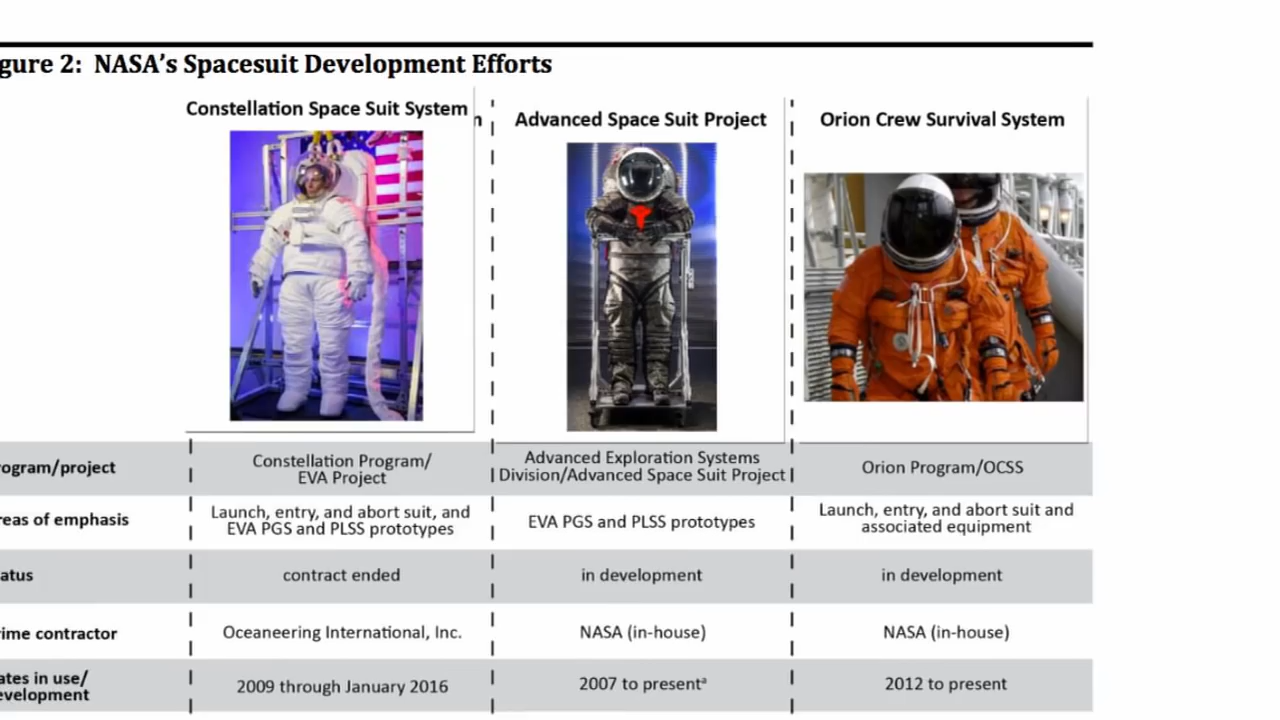 gure 2: NASA's Spacesuit Development Efforts
Constellation Space Suit System
Advanced Space Suit Project
Orion Crew Survival System
rogram/project
Constellation Program/
EVA Project
Advanced Exploration Systems
Division/Advanced Space Suit Project
Orion Program/OCSS
reas of emphasis
Launch, entry, and abort suit, and
EVA PGS and PLSS prototypes
EVA PGS and PLSS prototypes
Launch, entry, and abort suit and
associated equipment
atus
contract ended
in development
in development
rime contractor
Oceaneering International, Inc.
NASA (in-house)
NASA (in-house)
ates in use/
evelopment
2009 through January 2016
2007 to presentᵃ
2012 to present